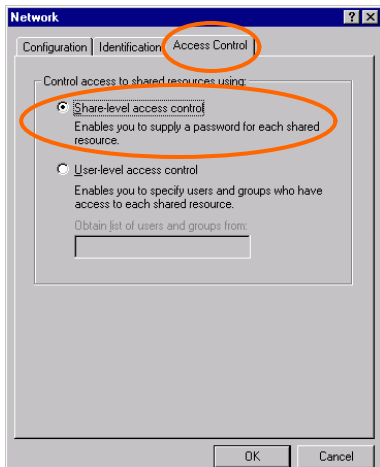 Network
Configuration Identification Access Control
Control access to shared resources using:
Share-level access control
Enables you to supply a password for each shared
resource.
User-level access control
Enables you to specify users and groups who have
access to each shared resource.
Obtain list of users and groups from:
OK Cancel